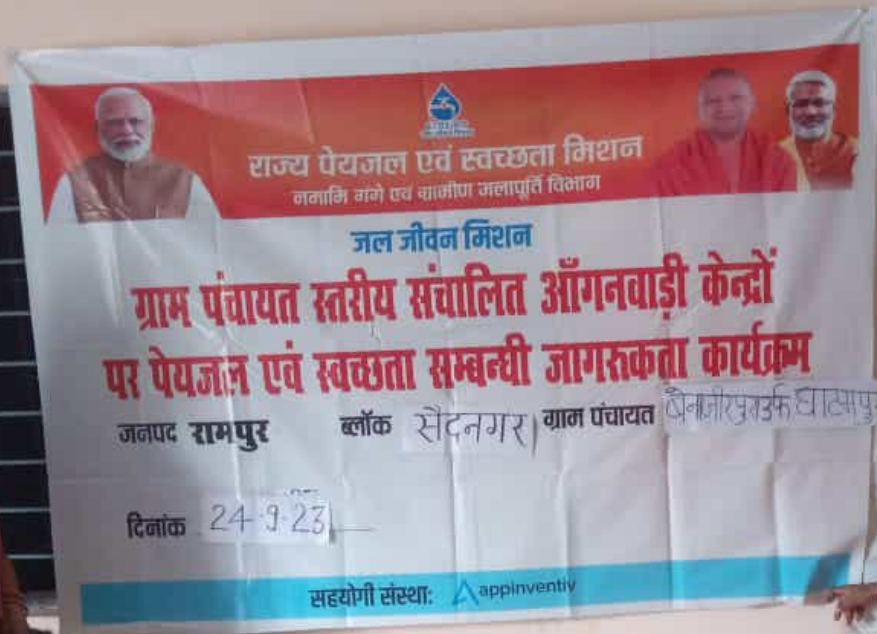 राज्य पेयजल एवं स्वच्छता मिशन
नमामि गंगे एवं ग्रामीण जलापूर्ति विभाग
जल जीवन मिशन
ग्राम पंचायत स्तरीय संचालित आँगनवाड़ी केन्द्रों
पर पेयजल एवं स्वच्छता सम्बन्धी जागरुकता कार्यक्रम
जनपद रामपुर ब्लॉक सैदनगर ग्राम पंचायत
दिनांक 24-9-23
सहयोगी संस्था: appinventiv